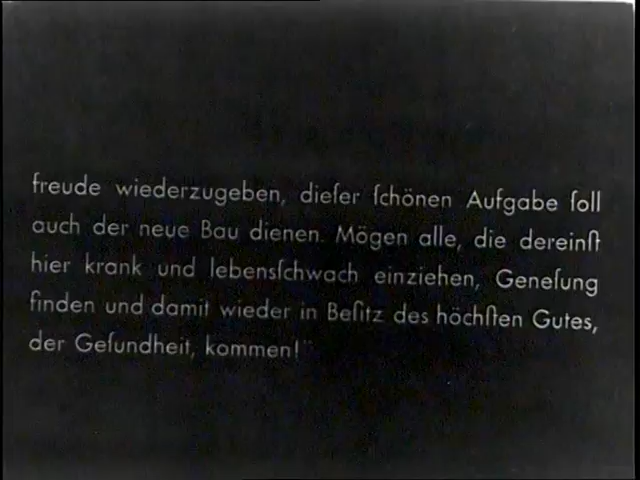 freude wiederzugeben, dieſer ſchönen Aufgabe ſoll
auch der neue Bau dienen. Mögen alle, die dereinſt
hier krank und lebensſchwach einziehen, Geneſung
finden und damit wieder in Beſitz des höchſten Gutes,
der Geſundheit, kommen!"